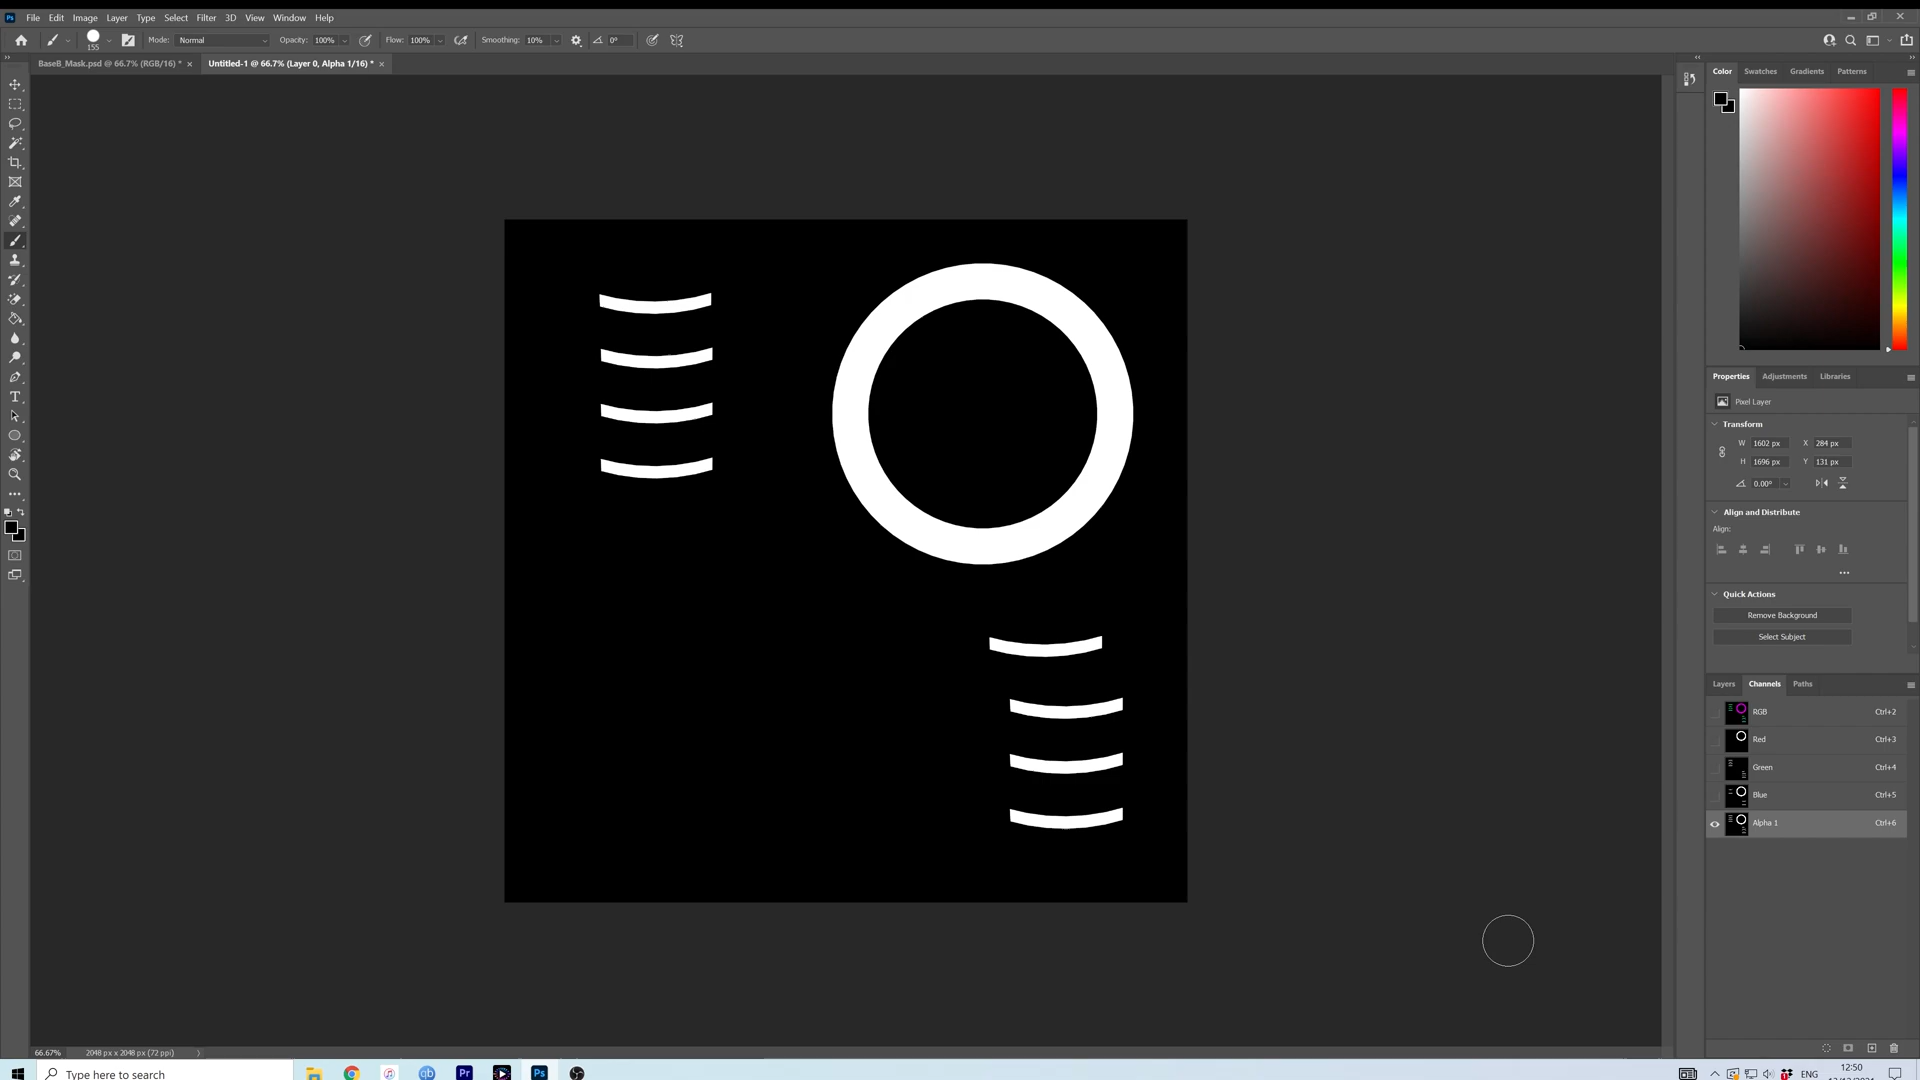 Ps File Edit Image Layer Type Select Filter 3D View Window Help
155 Mode: Normal Opacity: 100% Flow: 100% Smoothing: 10% 0°
BaseB_Mask.psd @ 66.7% (RGB/16) * × Untitled-1 @ 66.7% (Layer 0, Alpha 1/16) * ×
Color Swatches Gradients Patterns
Properties Adjustments Libraries
Pixel Layer
Transform
W 1602 px X 284 px
H 1696 px Y 131 px
0.00°
Align and Distribute
Align:
Quick Actions
Remove Background
Select Subject
Layers Channels Paths
RGB Ctrl+2
Red Ctrl+3
Green Ctrl+4
Blue Ctrl+5
Alpha 1 Ctrl+6
66.67% 2048 px x 2048 px (72 ppi)
Type here to search qb Pr Ps ENG 12:50